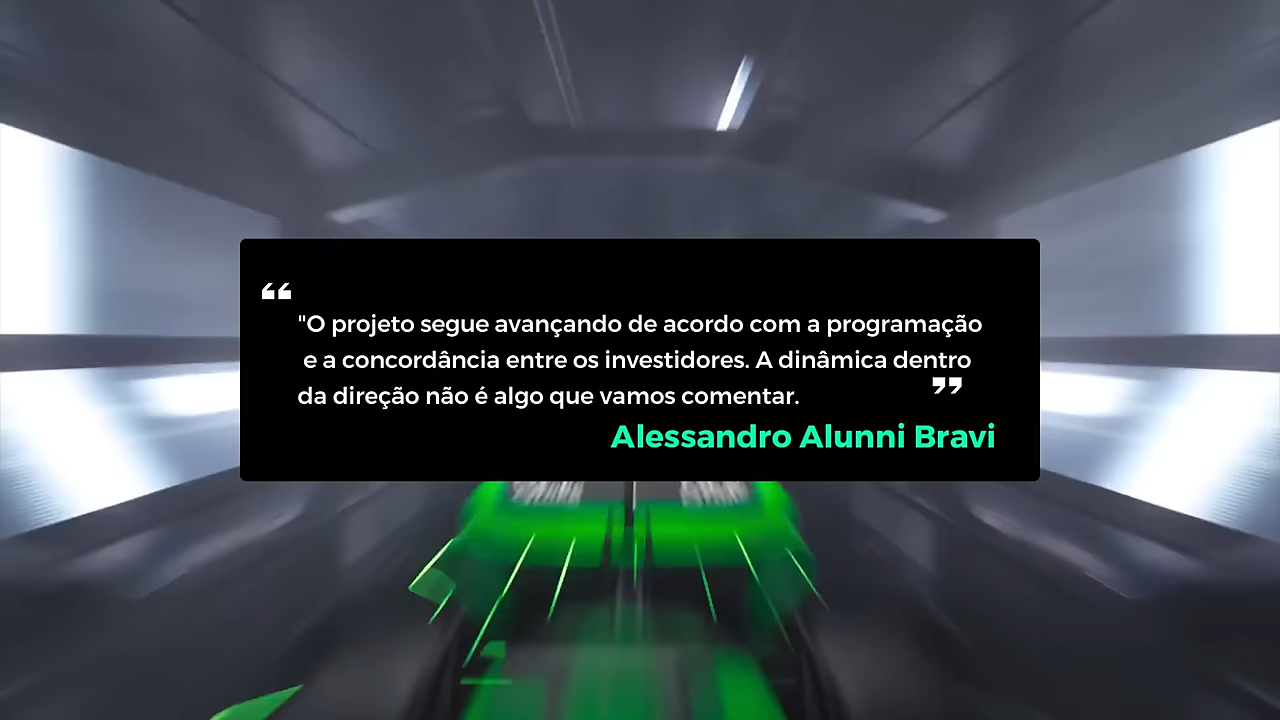 ❝
"O projeto segue avançando de acordo com a programação
e a concordância entre os investidores. A dinâmica dentro
da direção não é algo que vamos comentar.
❞
Alessandro Alunni Bravi